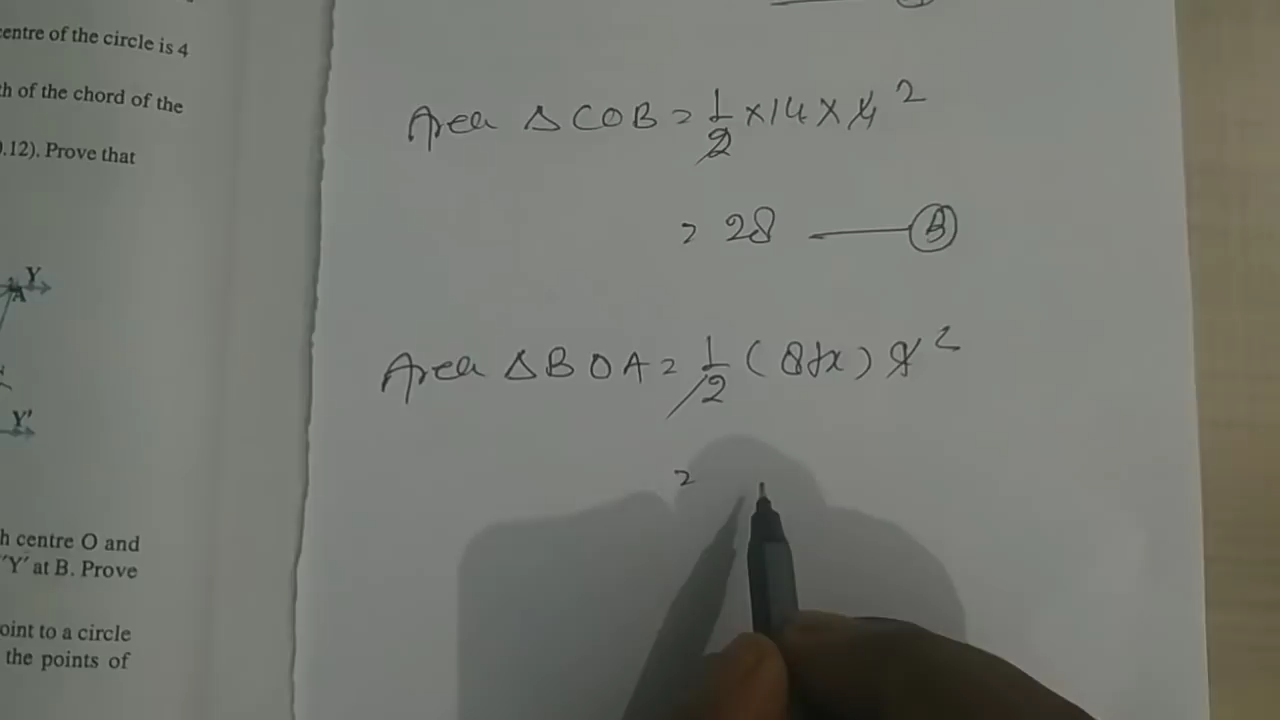 centre of the circle is 4
th of the chord of the
.12). Prove that
Y
A
Y'
h centre O and
'Y' at B. Prove
oint to a circle
the points of
Area Δ COB = 1/2 × 14 × 4 2
= 28 —— B
Area Δ BOA = 1/2 (8+x) 4 2
=